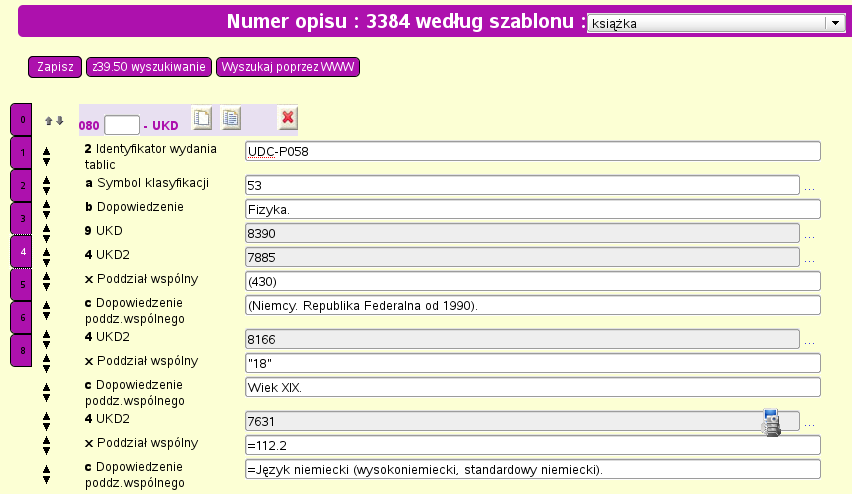 Numer opisu : 3384 według szablonu : książka
Zapisz z39.50 wyszukiwanie Wyszukaj poprzez WWW
0
1
2
3
4
5
6
8
080 - UKD
2 Identyfikator wydania
tablic
UDC-P058
a Symbol klasyfikacji 53 ...
b Dopowiedzenie Fizyka.
9 UKD 8390 ...
4 UKD2 7885 ...
x Poddział wspólny (430)
c Dopowiedzenie
poddz.wspólnego
(Niemcy. Republika Federalna od 1990).
4 UKD2 8166 ...
x Poddział wspólny "18"
c Dopowiedzenie
poddz.wspólnego
Wiek XIX.
4 UKD2 7631 ...
x Poddział wspólny =112.2
c Dopowiedzenie
poddz.wspólnego
=Język niemiecki (wysokoniemiecki, standardowy niemiecki).